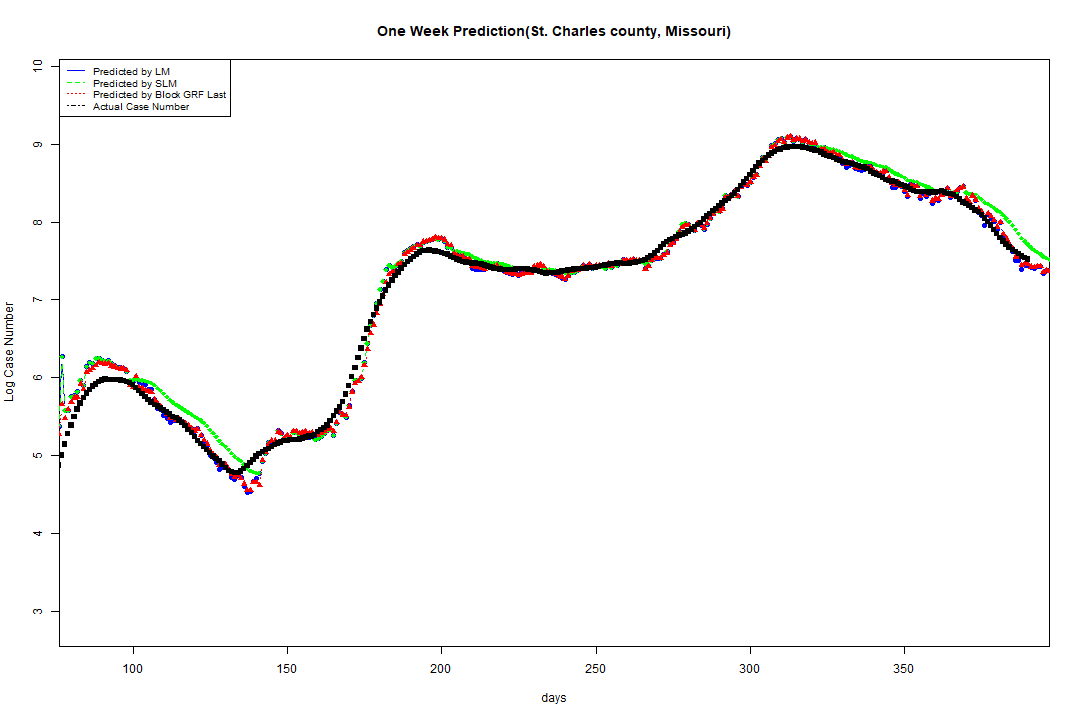 One Week Prediction(St. Charles county, Missouri)
Predicted by LM
Predicted by SLM
Predicted by Block GRF Last
Actual Case Number
10
9
8
7
6
5
4
3
Log Case Number
100 150 200 250 300 350
days